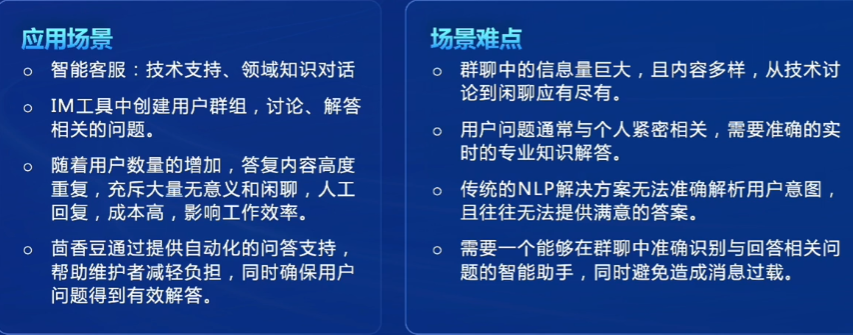 应用场景
○ 智能客服：技术支持、领域知识对话
○ IM工具中创建用户群组，讨论、解答
相关的问题。
○ 随着用户数量的增加，答复内容高度
重复，充斥大量无意义和闲聊，人工
回复，成本高，影响工作效率。
○ 茴香豆通过提供自动化的问答支持，
帮助维护者减轻负担，同时确保用户
问题得到有效解答。
场景难点
○ 群聊中的信息量巨大，且内容多样，从技术讨
论到闲聊应有尽有。
○ 用户问题通常与个人紧密相关，需要准确的实
时的专业知识解答。
○ 传统的NLP解决方案无法准确解析用户意图，
且往往无法提供满意的答案。
○ 需要一个能够在群聊中准确识别与回答相关问
题的智能助手，同时避免造成消息过载。